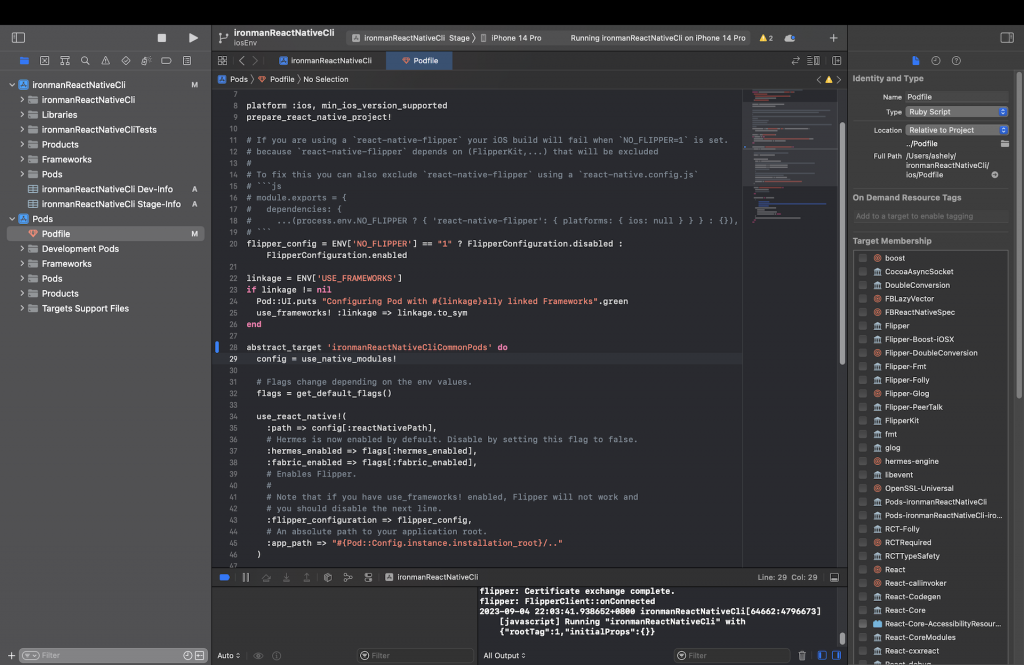 ironmanReactNativeCli
iosEnv
ironmanReactNativeCli Stage
iPhone 14 Pro
Running ironmanReactNativeCli on iPhone 14 Pro
2
ironmanReactNativeCli
M
ironmanReactNativeCli
Libraries
ironmanReactNativeCliTests
Products
Frameworks
Pods
ironmanReactNativeCli Dev-Info
A
ironmanReactNativeCli Stage-Info
A
Pods
Podfile
M
Development Pods
Frameworks
Pods
Products
Targets Support Files
Filter
ironmanReactNativeCli
Podfile
Pods
Podfile
No Selection
7
8 platform :ios, min_ios_version_supported
9 prepare_react_native_project!
10
11 # If you are using a `react-native-flipper` your iOS build will fail when `NO_FLIPPER=1` is set.
12 # because `react-native-flipper` depends on (FlipperKit,...) that will be excluded
13 #
14 # To fix this you can also exclude `react-native-flipper` using a `react-native.config.js`
15 # ```js
16 # module.exports = {
17 #   dependencies: {
18 #     ...(process.env.NO_FLIPPER ? { 'react-native-flipper': { platforms: { ios: null } } } : {}),
19 # ```
20 flipper_config = ENV['NO_FLIPPER'] == "1" ? FlipperConfiguration.disabled :
FlipperConfiguration.enabled
21
22 linkage = ENV['USE_FRAMEWORKS']
23 if linkage != nil
24   Pod::UI.puts "Configuring Pod with #{linkage}ally linked Frameworks".green
25   use_frameworks! :linkage => linkage.to_sym
26 end
27
28 abstract_target 'ironmanReactNativeCliCommonPods' do
29   config = use_native_modules!
30
31   # Flags change depending on the env values.
32   flags = get_default_flags()
33
34   use_react_native!(
35     :path => config[:reactNativePath],
36     # Hermes is now enabled by default. Disable by setting this flag to false.
37     :hermes_enabled => flags[:hermes_enabled],
38     :fabric_enabled => flags[:fabric_enabled],
39     # Enables Flipper.
40     #
41     # Note that if you have use_frameworks! enabled, Flipper will not work and
42     # you should disable the next line.
43     :flipper_configuration => flipper_config,
44     # An absolute path to your application root.
45     :app_path => "#{Pod::Config.instance.installation_root}/.."
46   )
47
ironmanReactNativeCli
Line: 29 Col: 29
flipper: Certificate exchange complete.
flipper: FlipperClient::onConnected
2023-09-04 22:03:41.938652+0800 ironmanReactNativeCli[64662:4796673]
[javascript] Running "ironmanReactNativeCli" with
{"rootTag":1,"initialProps":{}}
Auto
Filter
All Output
Filter
Identity and Type
Name Podfile
Type Ruby Script
Location Relative to Project
../Podfile
Full Path /Users/ashely/
ironmanReactNativeCli/
ios/Podfile
On Demand Resource Tags
Add to a target to enable tagging
Target Membership
boost
CocoaAsyncSocket
DoubleConversion
FBLazyVector
FBReactNativeSpec
Flipper
Flipper-Boost-iOSX
Flipper-DoubleConversion
Flipper-Fmt
Flipper-Folly
Flipper-Glog
Flipper-PeerTalk
FlipperKit
fmt
glog
hermes-engine
libevent
OpenSSL-Universal
Pods-ironmanReactNativeCli
Pods-ironmanReactNativeCli-iro...
RCT-Folly
RCTRequired
RCTTypeSafety
React
React-callinvoker
React-Codegen
React-Core
React-Core-AccessibilityResour...
React-CoreModules
React-cxxreact
React-debug